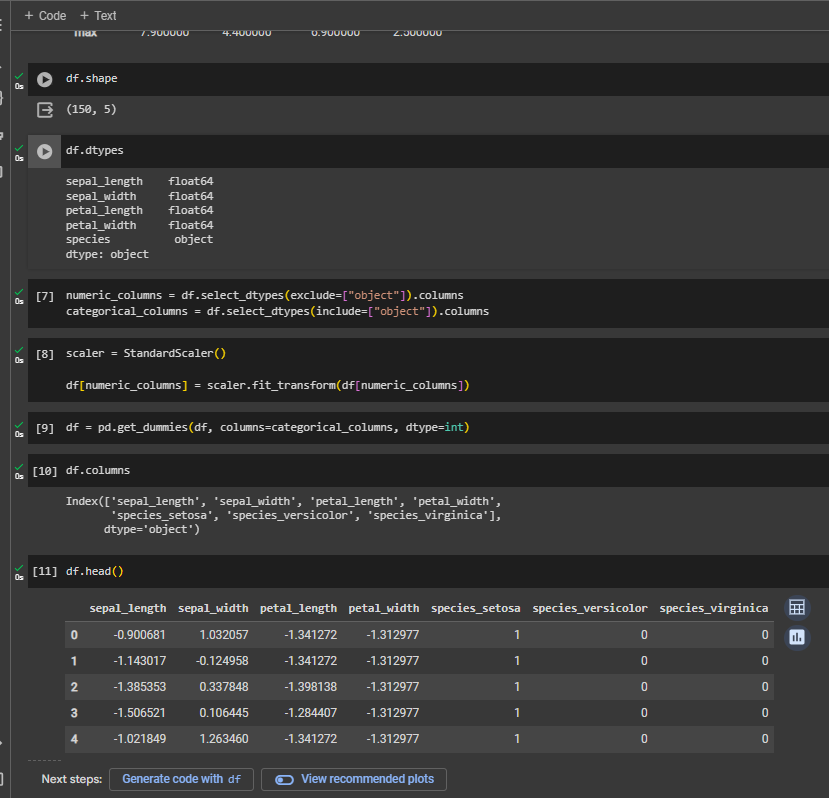 + Code + Text
max 7.900000 4.400000 6.900000 2.500000
0s
df.shape
(150, 5)
0s
df.dtypes
sepal_length float64
sepal_width float64
petal_length float64
petal_width float64
species object
dtype: object
0s
[7] numeric_columns = df.select_dtypes(exclude=["object"]).columns
categorical_columns = df.select_dtypes(include=["object"]).columns
0s
[8] scaler = StandardScaler()
df[numeric_columns] = scaler.fit_transform(df[numeric_columns])
0s
[9] df = pd.get_dummies(df, columns=categorical_columns, dtype=int)
0s
[10] df.columns
Index(['sepal_length', 'sepal_width', 'petal_length', 'petal_width',
'species_setosa', 'species_versicolor', 'species_virginica'],
dtype='object')
0s
[11] df.head()
sepal_length sepal_width petal_length petal_width species_setosa species_versicolor species_virginica
0 -0.900681 1.032057 -1.341272 -1.312977 1 0 0
1 -1.143017 -0.124958 -1.341272 -1.312977 1 0 0
2 -1.385353 0.337848 -1.398138 -1.312977 1 0 0
3 -1.506521 0.106445 -1.284407 -1.312977 1 0 0
4 -1.021849 1.263460 -1.341272 -1.312977 1 0 0
Next steps: Generate code with df View recommended plots